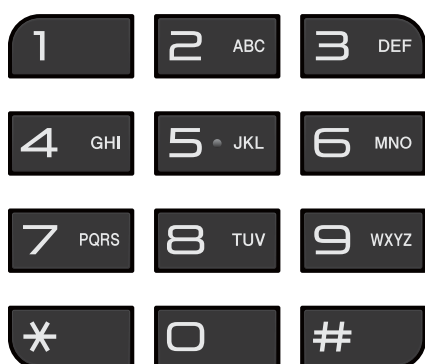 1 2 ABC 3 DEF
4 GHI 5 JKL 6 MNO
7 PQRS 8 TUV 9 WXYZ
* 0 #